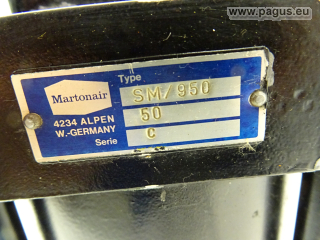 www.pagus.eu
Type
Martonair
SM/950
4234 ALPEN
50
W.-GERMANY
Serie
C